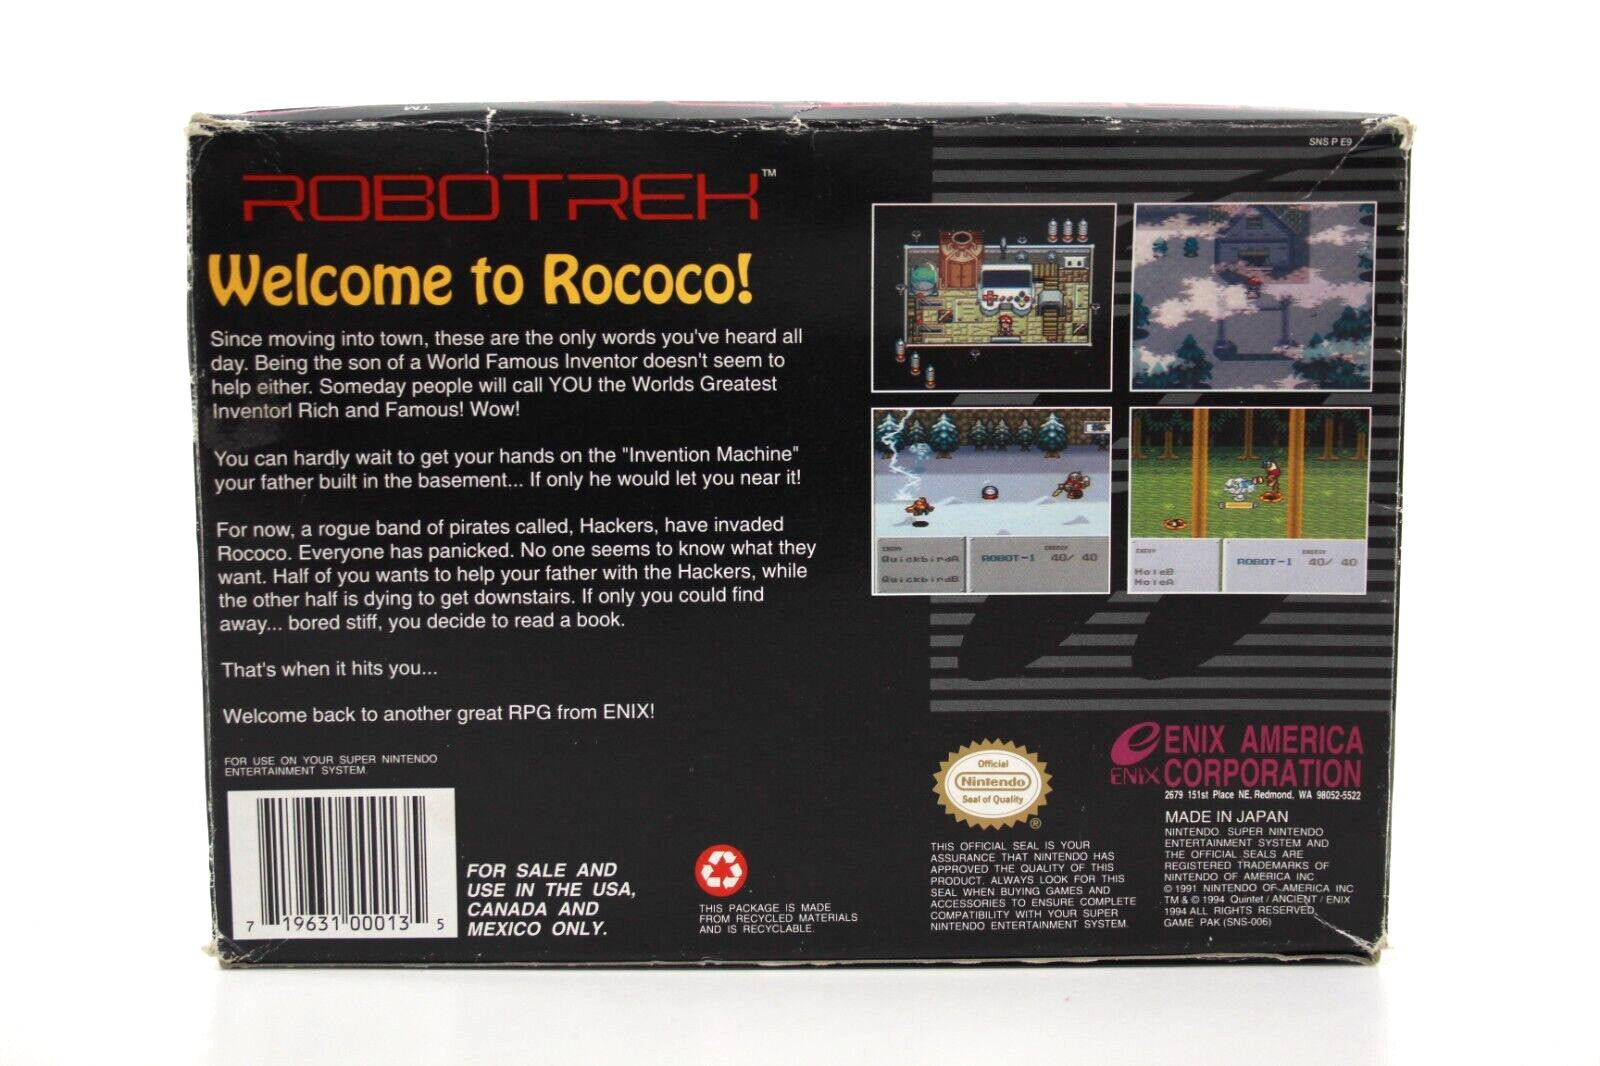 TM
SNS P E9
ROBOTREK™
Welcome to Rococo!
Since moving into town, these are the only words you've heard all
day. Being the son of a World Famous Inventor doesn't seem to
help either. Someday people will call YOU the Worlds Greatest
Inventorl Rich and Famous! Wow!
You can hardly wait to get your hands on the "Invention Machine"
your father built in the basement... If only he would let you near it!
For now, a rogue band of pirates called, Hackers, have invaded
Rococo. Everyone has panicked. No one seems to know what they
want. Half of you wants to help your father with the Hackers, while
the other half is dying to get downstairs. If only you could find
away... bored stiff, you decide to read a book.
That's when it hits you...
Welcome back to another great RPG from ENIX!
FOR USE ON YOUR SUPER NINTENDO
ENTERTAINMENT SYSTEM.
7 19631 00013 5
FOR SALE AND
USE IN THE USA,
CANADA AND
MEXICO ONLY.
THIS PACKAGE IS MADE
FROM RECYCLED MATERIALS
AND IS RECYCLABLE.
ENEMY
QuickbirdA
QuickbirdB
ROBOT-1
ENERGY
40/ 40
ENEMY
MoleB
MoleA
ROBOT-1
ENERGY
40/ 40
Official
Nintendo
Seal of Quality
®
THIS OFFICIAL SEAL IS YOUR
ASSURANCE THAT NINTENDO HAS
APPROVED THE QUALITY OF THIS
PRODUCT. ALWAYS LOOK FOR THIS
SEAL WHEN BUYING GAMES AND
ACCESSORIES TO ENSURE COMPLETE
COMPATIBILITY WITH YOUR SUPER
NINTENDO ENTERTAINMENT SYSTEM.
ENIX
ENIX AMERICA
CORPORATION
2679 151st Place NE, Redmond, WA 98052-5522
MADE IN JAPAN
NINTENDO. SUPER NINTENDO
ENTERTAINMENT SYSTEM AND
THE OFFICIAL SEALS ARE
REGISTERED TRADEMARKS OF
NINTENDO OF AMERICA INC.
© 1991 NINTENDO OF AMERICA INC
TM & © 1994 Quintet / ANCIENT / ENIX
1994 ALL RIGHTS RESERVED
GAME PAK (SNS-006)